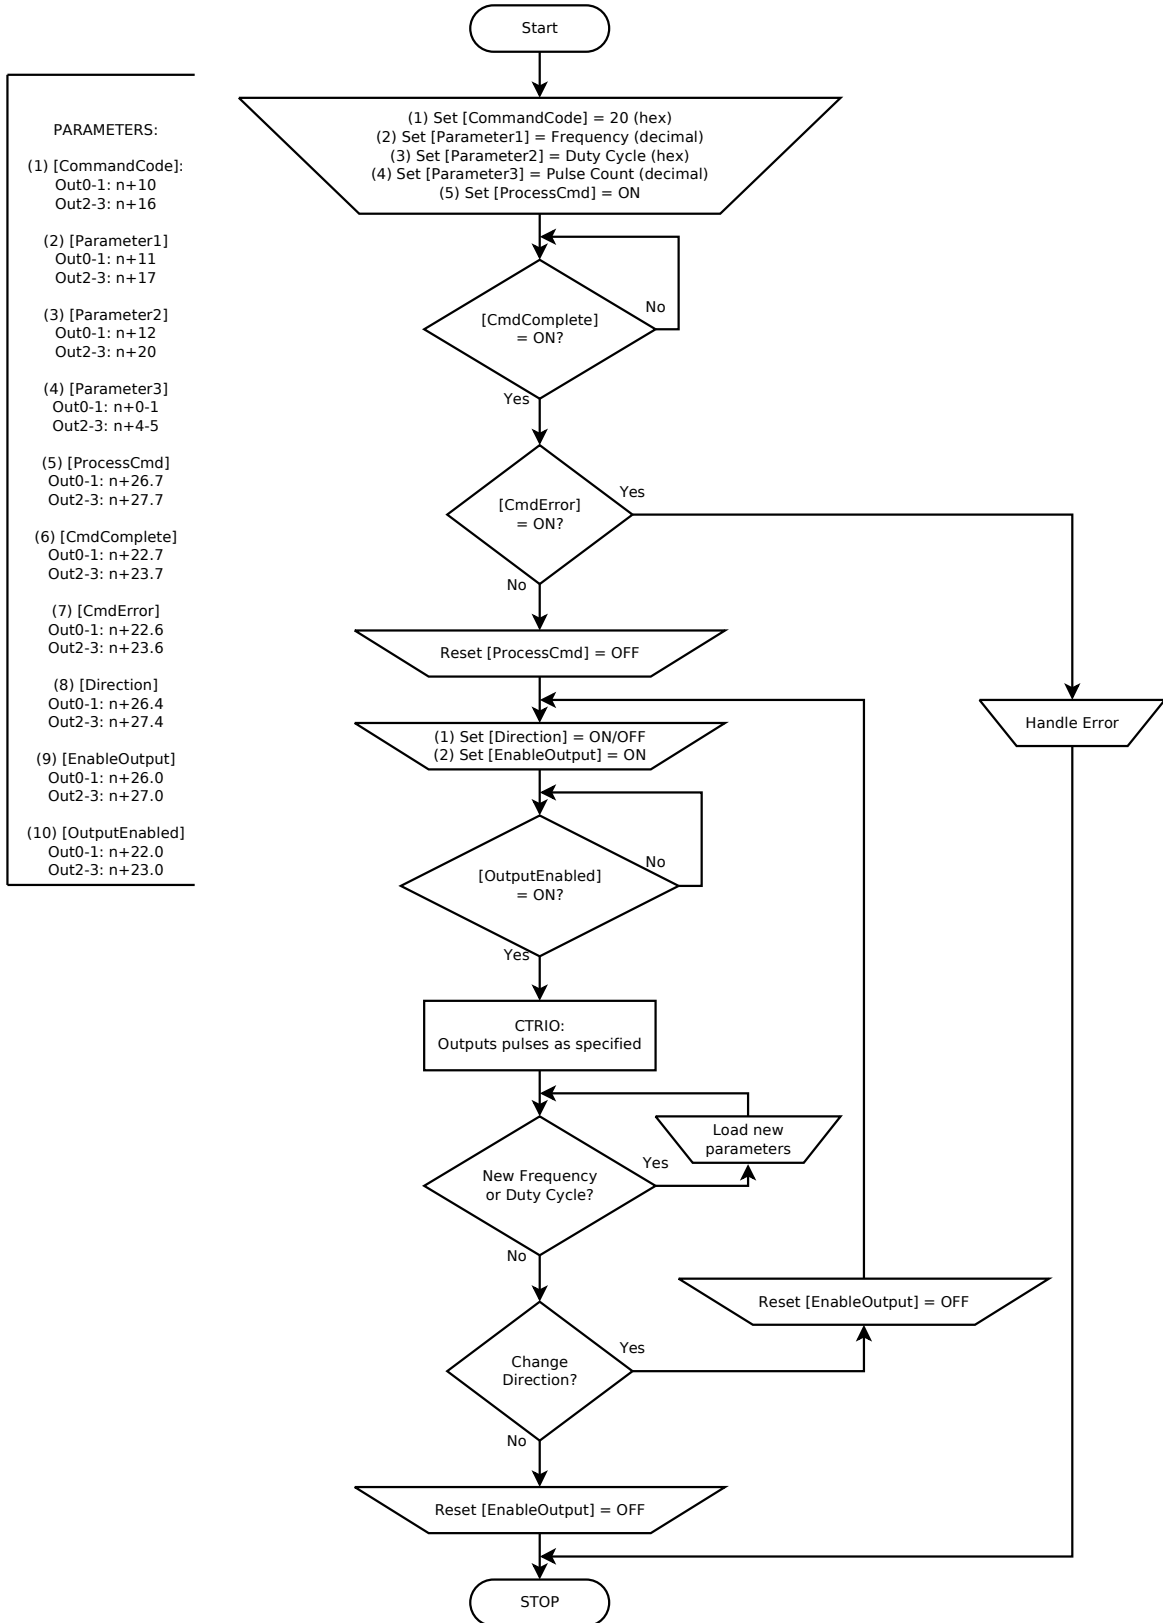 Start
PARAMETERS:
(1) [CommandCode]:
Out0-1: n+10
Out2-3: n+16
(2) [Parameter1]
Out0-1: n+11
Out2-3: n+17
(3) [Parameter2]
Out0-1: n+12
Out2-3: n+20
(4) [Parameter3]
Out0-1: n+0-1
Out2-3: n+4-5
(5) [ProcessCmd]
Out0-1: n+26.7
Out2-3: n+27.7
(6) [CmdComplete]
Out0-1: n+22.7
Out2-3: n+23.7
(7) [CmdError]
Out0-1: n+22.6
Out2-3: n+23.6
(8) [Direction]
Out0-1: n+26.4
Out2-3: n+27.4
(9) [EnableOutput]
Out0-1: n+26.0
Out2-3: n+27.0
(10) [OutputEnabled]
Out0-1: n+22.0
Out2-3: n+23.0
(1) Set [CommandCode] = 20 (hex)
(2) Set [Parameter1] = Frequency (decimal)
(3) Set [Parameter2] = Duty Cycle (hex)
(4) Set [Parameter3] = Pulse Count (decimal)
(5) Set [ProcessCmd] = ON
No
[CmdComplete]
= ON?
Yes
Yes
[CmdError]
= ON?
No
Reset [ProcessCmd] = OFF
Handle Error
(1) Set [Direction] = ON/OFF
(2) Set [EnableOutput] = ON
No
[OutputEnabled]
= ON?
Yes
CTRIO:
Outputs pulses as specified
Load new
parameters
Yes
New Frequency
or Duty Cycle?
No
Reset [EnableOutput] = OFF
Yes
Change
Direction?
No
Reset [EnableOutput] = OFF
STOP